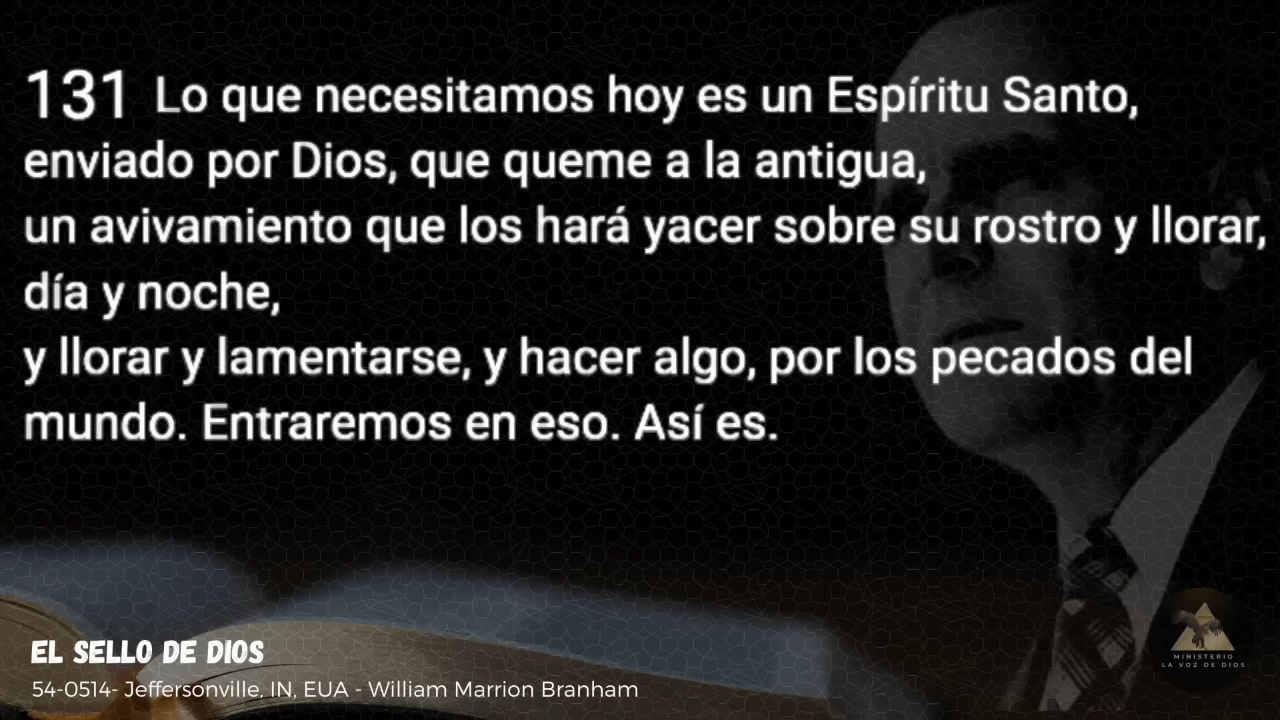 131 Lo que necesitamos hoy es un Espíritu Santo,
enviado por Dios, que queme a la antigua,
un avivamiento que los hará yacer sobre su rostro y llorar,
día y noche,
y llorar y lamentarse, y hacer algo, por los pecados del
mundo. Entraremos en eso. Así es.
EL SELLO DE DIOS
54-0514- Jeffersonville, IN, EUA - William Marrion Branham
MINISTERIO
LA VOZ DE DIOS